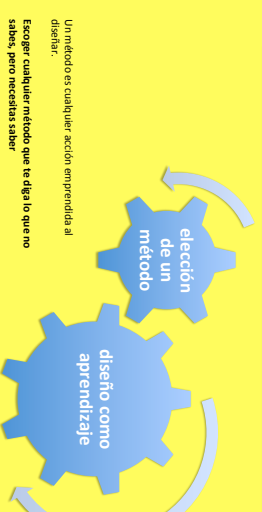 Un método es cualquier acción emprendida al
diseñar.
Escoger cualquier método que te diga lo que no
sabes, pero necesitas saber
elección
de un
método
diseño como
aprendizaje